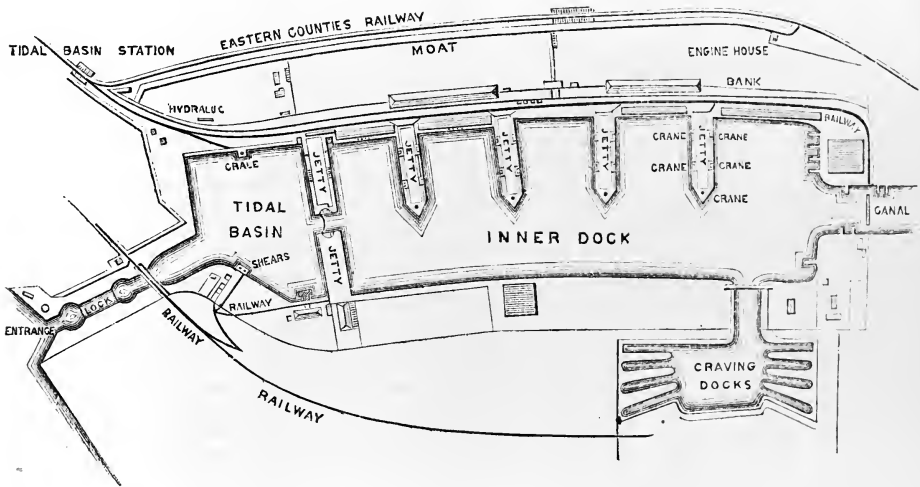 EASTERN COUNTIES RAILWAY
TIDAL BASIN STATION
MOAT
ENGINE HOUSE
BANK
HYDRALUC
RAILWAY
CRALE
JETTY
JETTY
JETTY
JETTY
JETTY
CRANE
CRANE
CRANE
CRANE
CRANE
TIDAL
BASIN
INNER DOCK
CANAL
JETTY
SHEARS
LOCK
ENTRANCE
RAILWAY
RAILWAY
RAILWAY
CRAVING
DOCKS